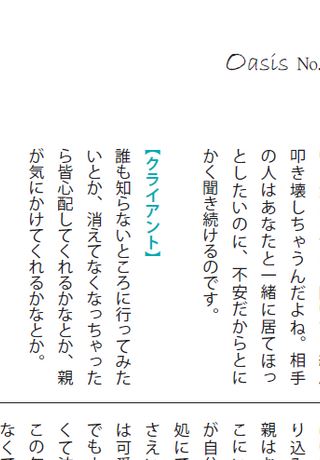 Oasis No.
叩き壊しちゃうんだよね。相手
の人はあなたと一緒に居てほっ
としたいのに、不安だからとに
かく聞き続けるのです。
【クライアント】
誰も知らないところに行ってみた
いとか、消えてなくなっちゃった
ら皆心配してくれるかなとか、親
が気にかけてくれるかなとか。
り込
親は
こに
が自
処に
さえ
は可
でも
くて
この
なく